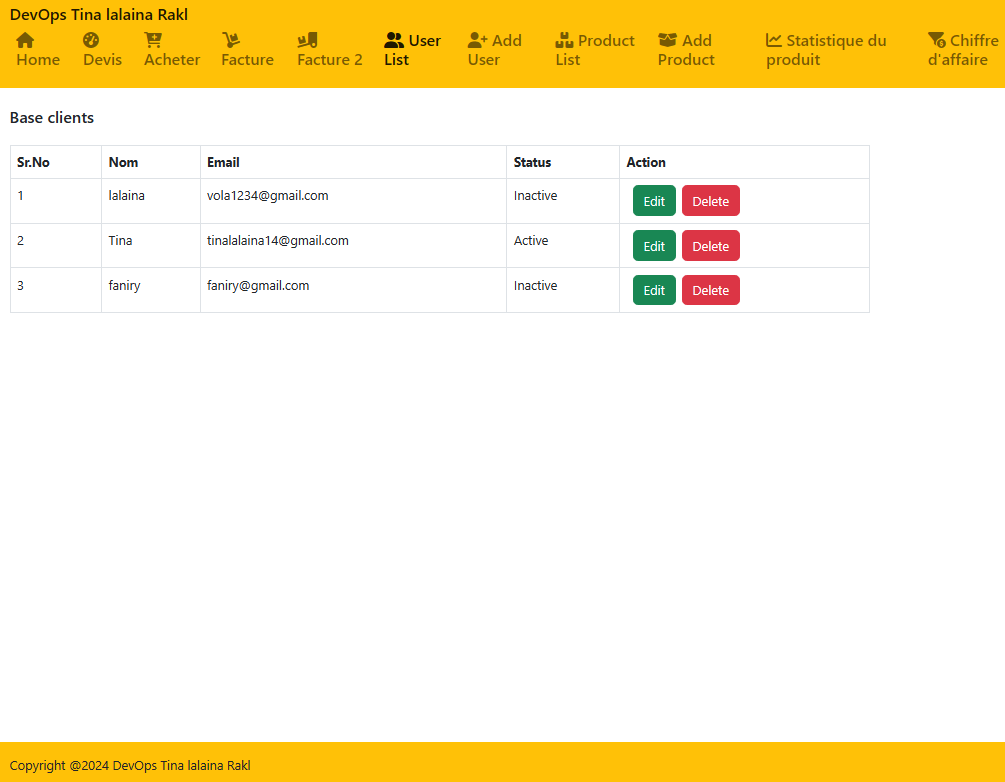 DevOps Tina lalaina Rakl
Home
Devis
Acheter
Facture
Facture 2
User
List
Add
User
Product
List
Add
Product
Statistique du
produit
Chiffre
d'affaire
Base clients
Sr.No Nom Email Status Action
1 lalaina vola1234@gmail.com Inactive Edit Delete
2 Tina tinalalaina14@gmail.com Active Edit Delete
3 faniry faniry@gmail.com Inactive Edit Delete
Copyright @2024 DevOps Tina lalaina Rakl